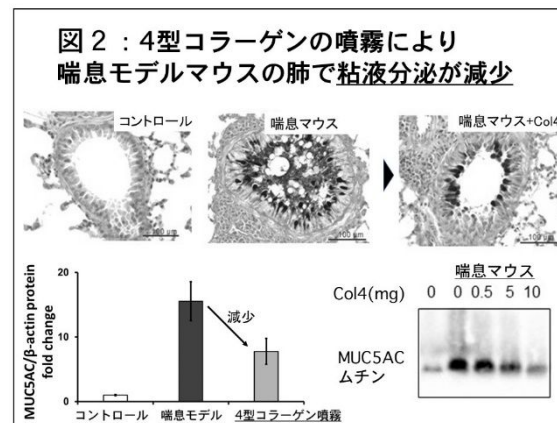 図２：4型コラーゲンの噴霧により
喘息モデルマウスの肺で粘液分泌が減少
コントロール
喘息マウス
喘息マウス+Col4
100 μm
100 μm
100 μm
MUC5AC/β-actin protein
fold change
20
10
0
減少
コントロール 喘息モデル 4型コラーゲン噴霧
喘息マウス
Col4(mg) 0 0 0.5 5 10
MUC5AC
ムチン